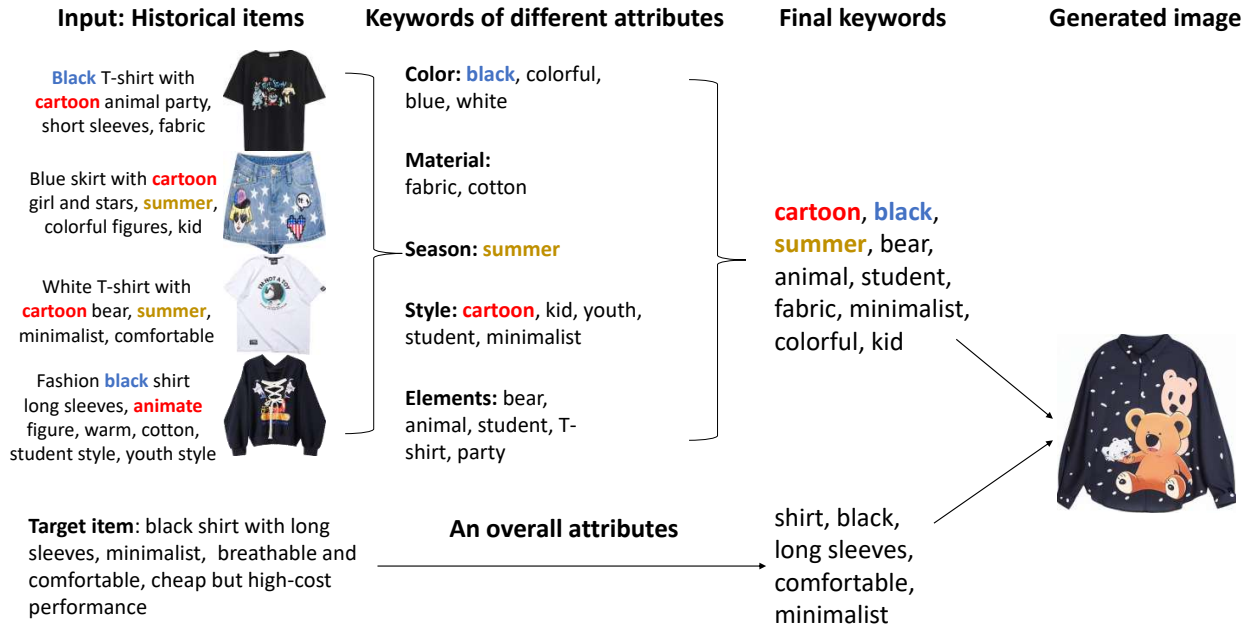 Input: Historical items
Keywords of different attributes
Final keywords
Generated image
Black T-shirt with
cartoon animal party,
short sleeves, fabric
Blue skirt with cartoon
girl and stars, summer,
colorful figures, kid
White T-shirt with
cartoon bear, summer,
minimalist, comfortable
I'M NOT A TOY
Fashion black shirt
long sleeves, animate
figure, warm, cotton,
student style, youth style
Color: black, colorful,
blue, white
Material:
fabric, cotton
Season: summer
Style: cartoon, kid, youth,
student, minimalist
Elements: bear,
animal, student, T-
shirt, party
cartoon, black,
summer, bear,
animal, student,
fabric, minimalist,
colorful, kid
Target item: black shirt with long
sleeves, minimalist, breathable and
comfortable, cheap but high-cost
performance
An overall attributes
shirt, black,
long sleeves,
comfortable,
minimalist